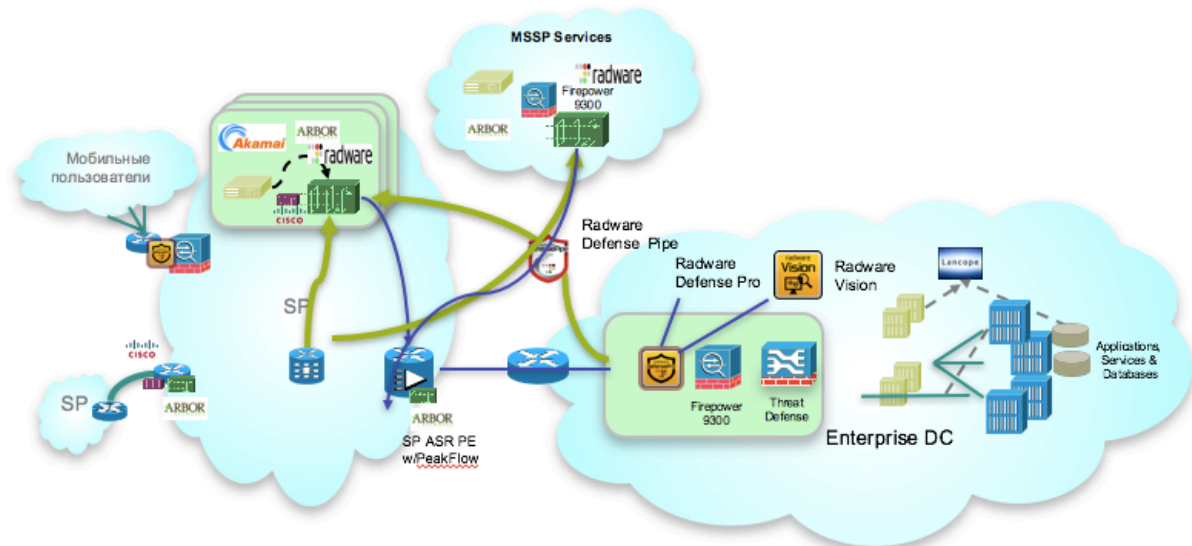 MSSP Services
radware
Firepower
9300
ARBOR
Akamai
ARBOR
radware
CISCO
Мобильные
пользователи
SP
Radware
Defense Pipe
Radware
Defense Pro
radware
Vision
Radware
Vision
Lancope
Applications,
Services &
Databases
CISCO
SP
ARBOR
ARBOR
SP ASR PE
w/PeakFlow
Firepower
9300
Threat
Defense
Enterprise DC